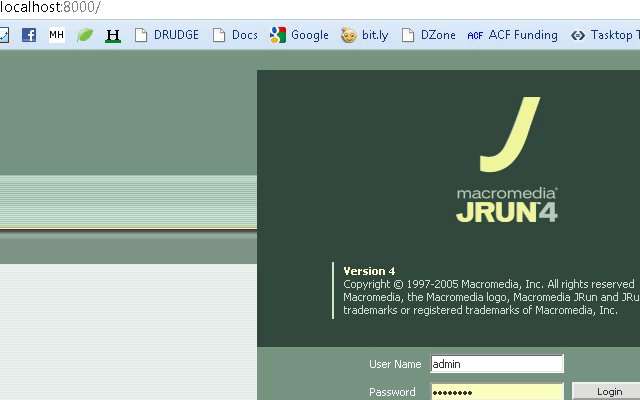 localhost:8000/
MH H DRUDGE Docs Google bit.ly DZone ACF ACF Funding Tasktop
J
macromedia®
JRUN™4
Version 4
Copyright © 1997-2005 Macromedia, Inc. All rights reserved
Macromedia, the Macromedia logo, Macromedia JRun and
trademarks or registered trademarks of Macromedia, Inc.
User Name admin
Password Login